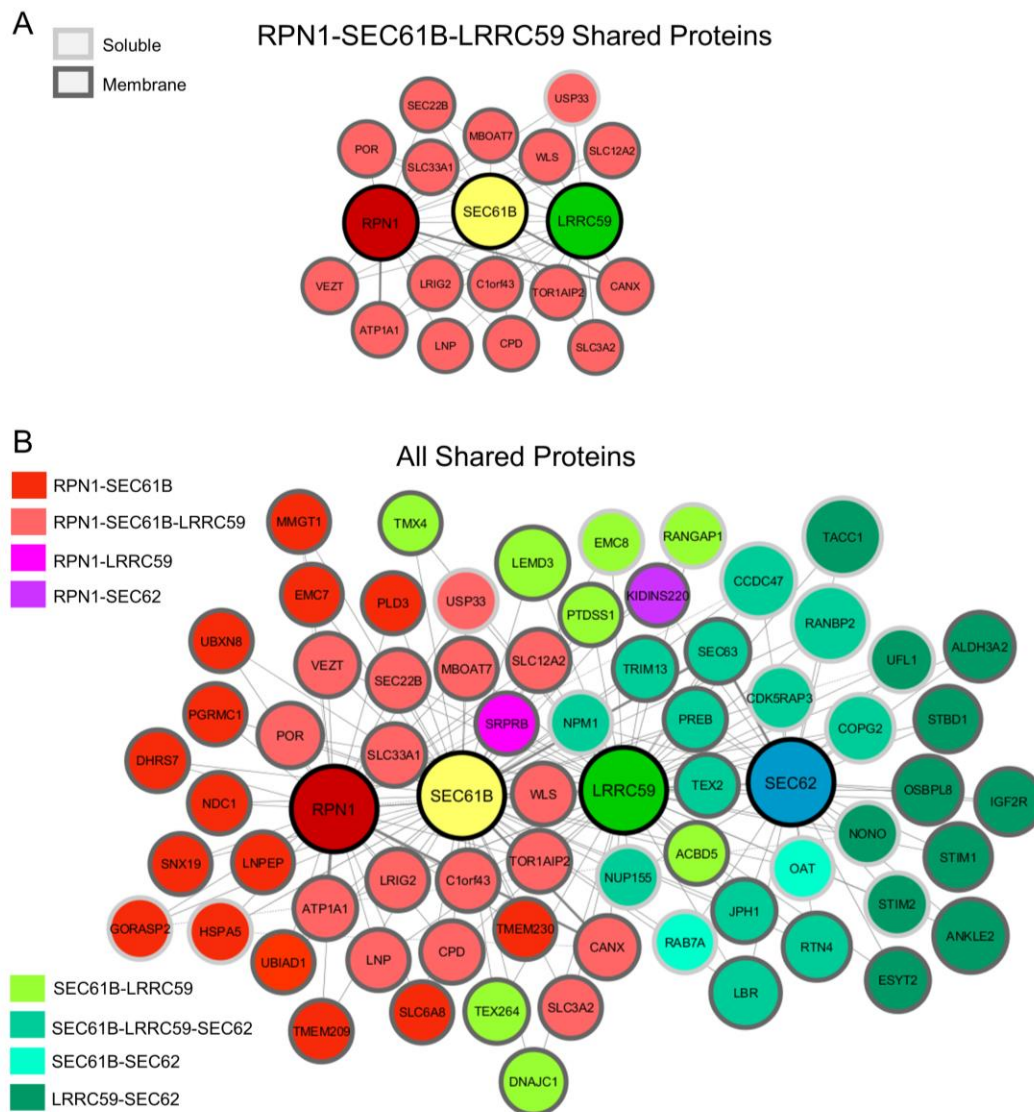 A
Soluble
Membrane
RPN1-SEC61B-LRRC59 Shared Proteins
USP33
SEC22B
MBOAT7
POR
SLC33A1
WLS
SLC12A2
RPN1
SEC61B
LRRC59
VEZT
LRIG2
C1orf43
TOR1AIP2
CANX
ATP1A1
LNP
CPD
SLC3A2
B
All Shared Proteins
RPN1-SEC61B
RPN1-SEC61B-LRRC59
RPN1-LRRC59
RPN1-SEC62
MMGT1
TMX4
EMC8
RANGAP1
TACC1
LEMD3
CCDC47
EMC7
PLD3
USP33
PTDSS1
KIDINS220
RANBP2
UBXN8
VEZT
SEC22B
MBOAT7
SLC12A2
TRIM13
SEC63
UFL1
ALDH3A2
PGRMC1
POR
SLC33A1
SRPRB
NPM1
PREB
CDK5RAP3
COPG2
STBD1
DHRS7
NDC1
RPN1
SEC61B
WLS
LRRC59
TEX2
SEC62
OSBPL8
IGF2R
SNX19
LNPEP
LRIG2
C1orf43
TOR1AIP2
NUP155
ACBD5
OAT
NONO
STIM1
GORASP2
HSPA5
ATP1A1
TMEM230
CANX
RAB7A
JPH1
RTN4
STIM2
ANKLE2
UBIAD1
LNP
CPD
TMEM209
SLC6A8
TEX264
SLC3A2
LBR
ESYT2
DNAJC1
SEC61B-LRRC59
SEC61B-LRRC59-SEC62
SEC61B-SEC62
LRRC59-SEC62